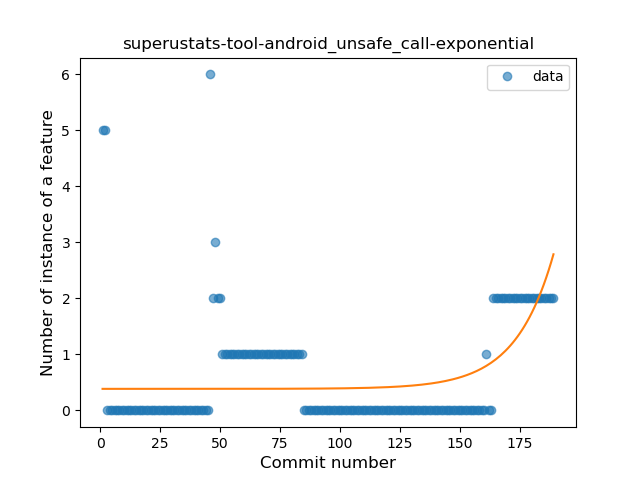 superustats-tool-android_unsafe_call-exponential
data
Number of instance of a feature
6
5
4
3
2
1
0
0 25 50 75 100 125 150 175
Commit number